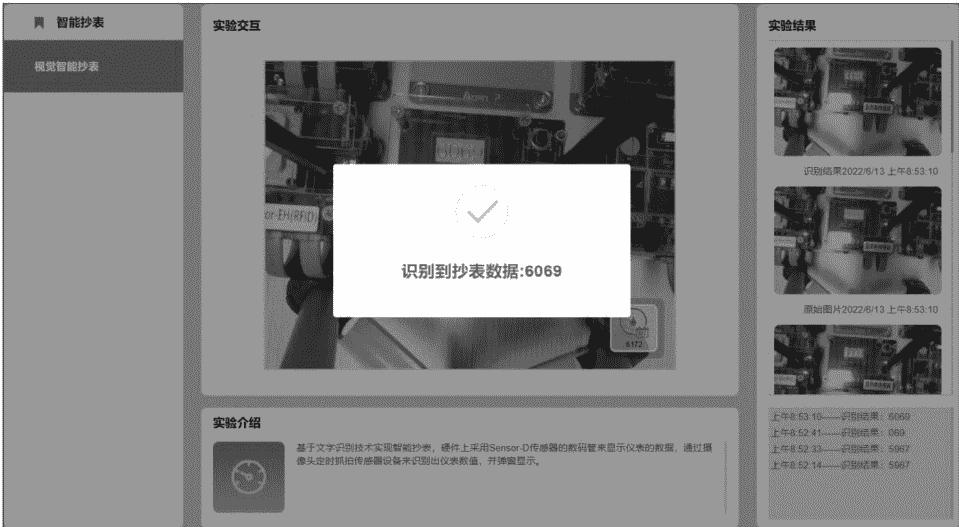 智能抄表
视觉智能抄表
实验交互
6069
or-EH(RFID)
识别到抄表数据:6069
6172
实验介绍
基于文字识别技术实现智能抄表，硬件上采用Sensor-D传感器的数码管来显示仪表的数据，通过摄
像头定时抓拍传感器设备来识别出仪表数值，并弹窗显示。
实验结果
识别结果2022/6/13 上午8:53:10
原始图片2022/6/13 上午8:53:10
上午8:53:10——识别结果：6069
上午8:52:41——识别结果：069
上午8:52:33——识别结果：5967
上午8:52:14——识别结果：5967